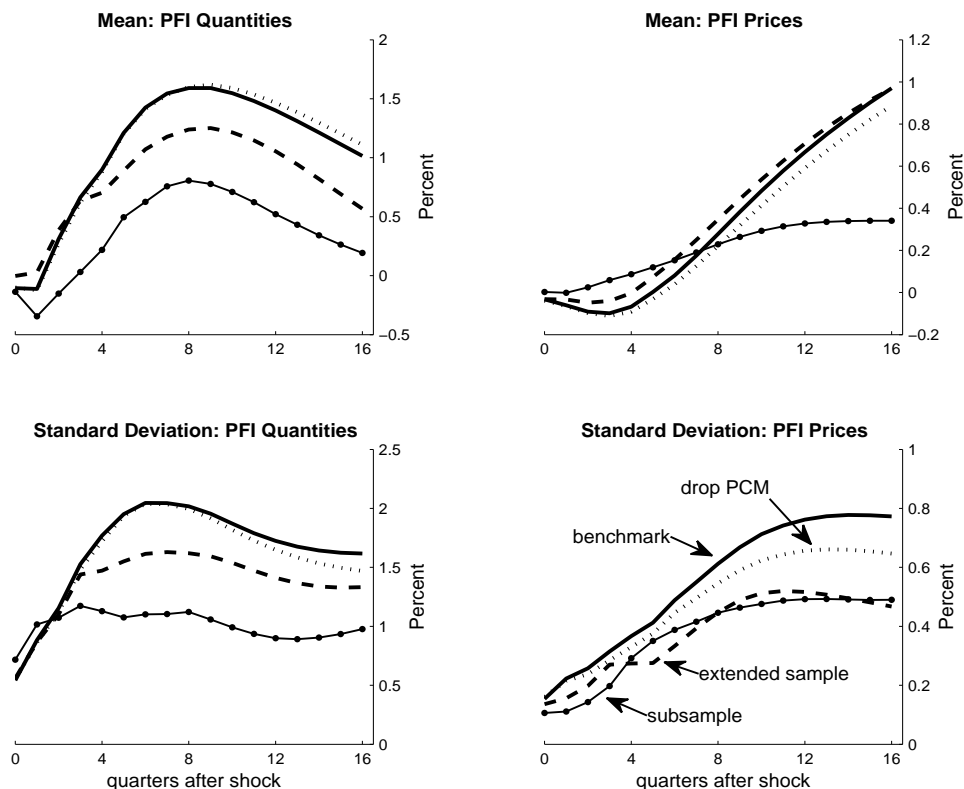 Mean: PFI Quantities
2
1.5
1
0.5
0
−0.5
Percent
0 4 8 12 16
Mean: PFI Prices
1.2
1
0.8
0.6
0.4
0.2
0
−0.2
Percent
0 4 8 12 16
Standard Deviation: PFI Quantities
2.5
2
1.5
1
0.5
0
Percent
0 4 8 12 16
quarters after shock
Standard Deviation: PFI Prices
1
0.8
0.6
0.4
0.2
0
Percent
drop PCM
benchmark
extended sample
subsample
0 4 8 12 16
quarters after shock